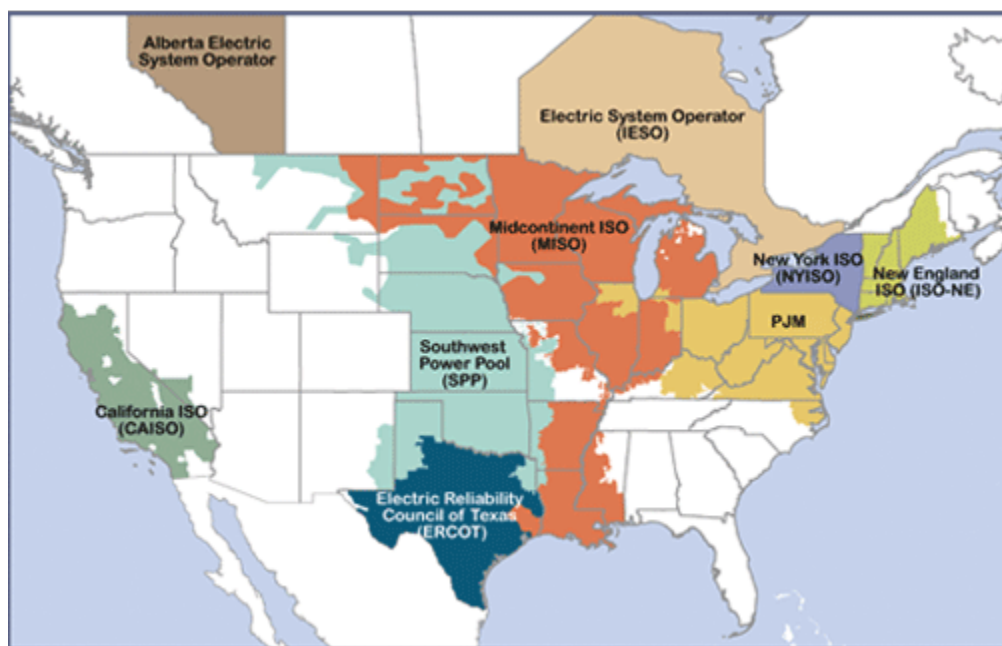 Alberta Electric
System Operator
Electric System Operator
(IESO)
Midcontinent ISO
(MISO)
New York ISO
(NYISO)
New England
ISO (ISO-NE)
PJM
Southwest
Power Pool
(SPP)
California ISO
(CAISO)
Electric Reliability
Council of Texas
(ERCOT)